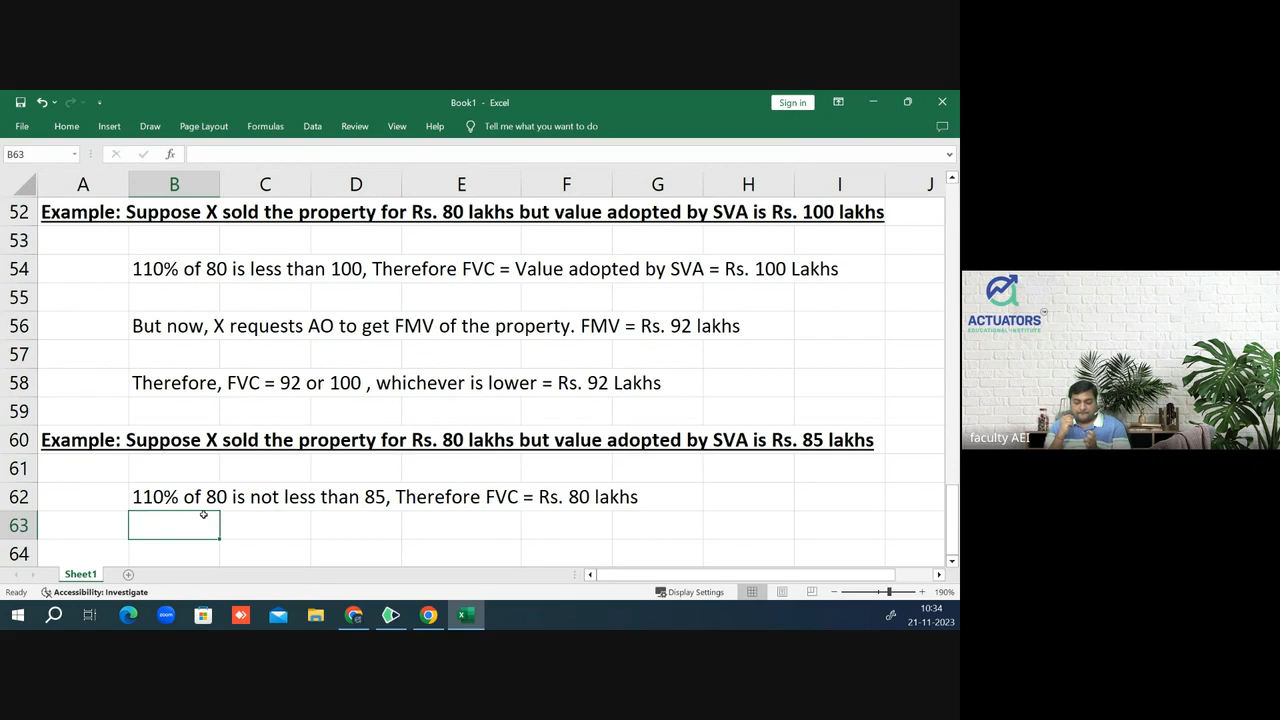 Book1 - Excel
Sign in
File Home Insert Draw Page Layout Formulas Data Review View Help Tell me what you want to do
B63
fx
A B C D E F G H I J
52 Example: Suppose X sold the property for Rs. 80 lakhs but value adopted by SVA is Rs. 100 lakhs
53
54 110% of 80 is less than 100, Therefore FVC = Value adopted by SVA = Rs. 100 Lakhs
55
56 But now, X requests AO to get FMV of the property. FMV = Rs. 92 lakhs
57
58 Therefore, FVC = 92 or 100 , whichever is lower = Rs. 92 Lakhs
59
60 Example: Suppose X sold the property for Rs. 80 lakhs but value adopted by SVA is Rs. 85 lakhs
61
62 110% of 80 is not less than 85, Therefore FVC = Rs. 80 lakhs
63
64
Sheet1
Ready Accessibility: Investigate Display Settings 190%
zoom
10:34
21-11-2023
ACTUATORS
EDUCATIONAL INSTITUTE
TM
faculty AEI